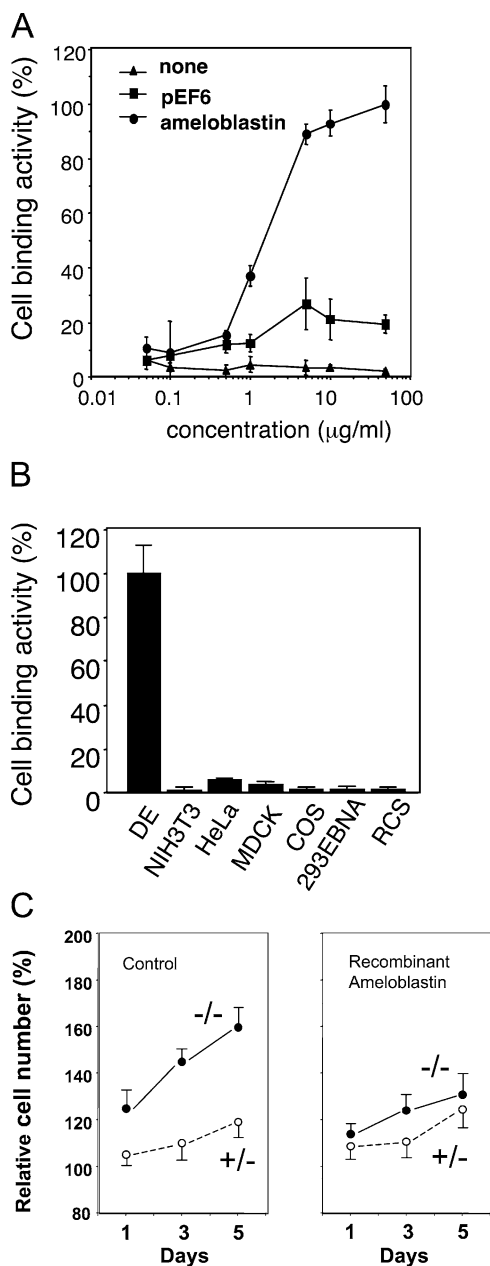 A
Cell binding activity (%)
120
100
80
60
40
20
0
none
pEF6
ameloblastin
0.01
0.1
1
10
100
concentration (μg/ml)
B
Cell binding activity (%)
120
100
80
60
40
20
0
DE
NIH3T3
HeLa
MDCK
COS
293EBNA
RCS
C
Relative cell number (%)
200
180
160
140
120
100
80
Control
-/-
+/-
1 3 5
Days
Recombinant
Ameloblastin
-/-
+/-
1 3 5
Days